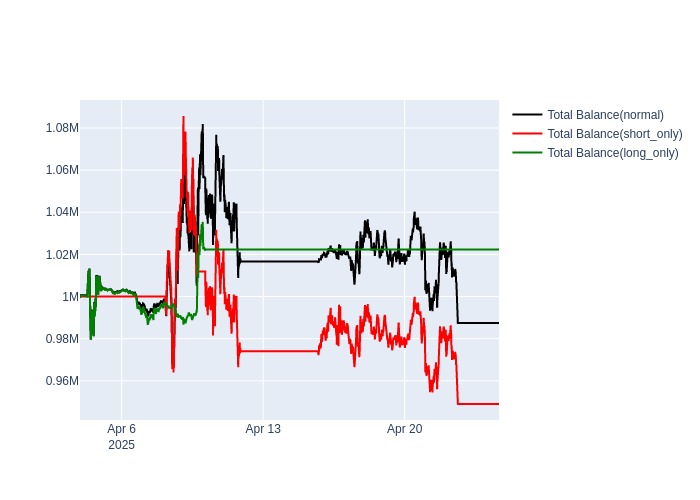 1.08M
1.06M
1.04M
1.02M
1M
0.98M
0.96M
Apr 6
2025
Apr 13
Apr 20
Total Balance(normal)
Total Balance(short_only)
Total Balance(long_only)